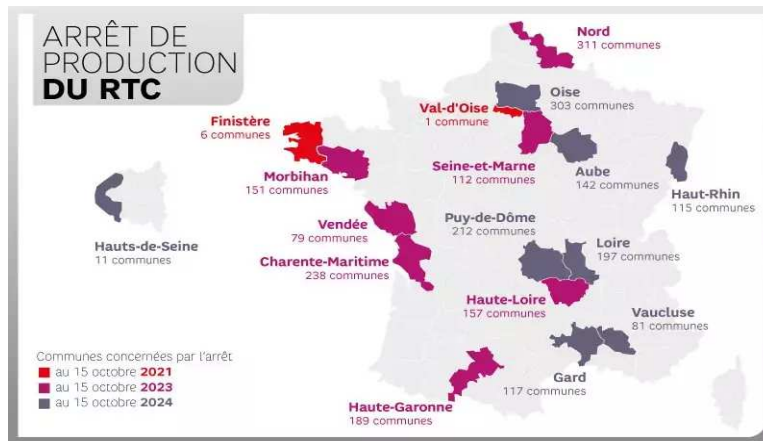 ARRÊT DE
PRODUCTION
DU RTC
Nord
311 communes
Oise
303 communes
Val-d'Oise
1 commune
Finistère
6 communes
Seine-et-Marne
112 communes
Aube
142 communes
Haut-Rhin
115 communes
Morbihan
151 communes
Vendée
79 communes
Puy-de-Dôme
212 communes
Hauts-de-Seine
11 communes
Loire
197 communes
Charente-Maritime
238 communes
Haute-Loire
157 communes
Vaucluse
81 communes
Gard
117 communes
Haute-Garonne
189 communes
Communes concernées par l'arrêt
au 15 octobre 2021
au 15 octobre 2023
au 15 octobre 2024